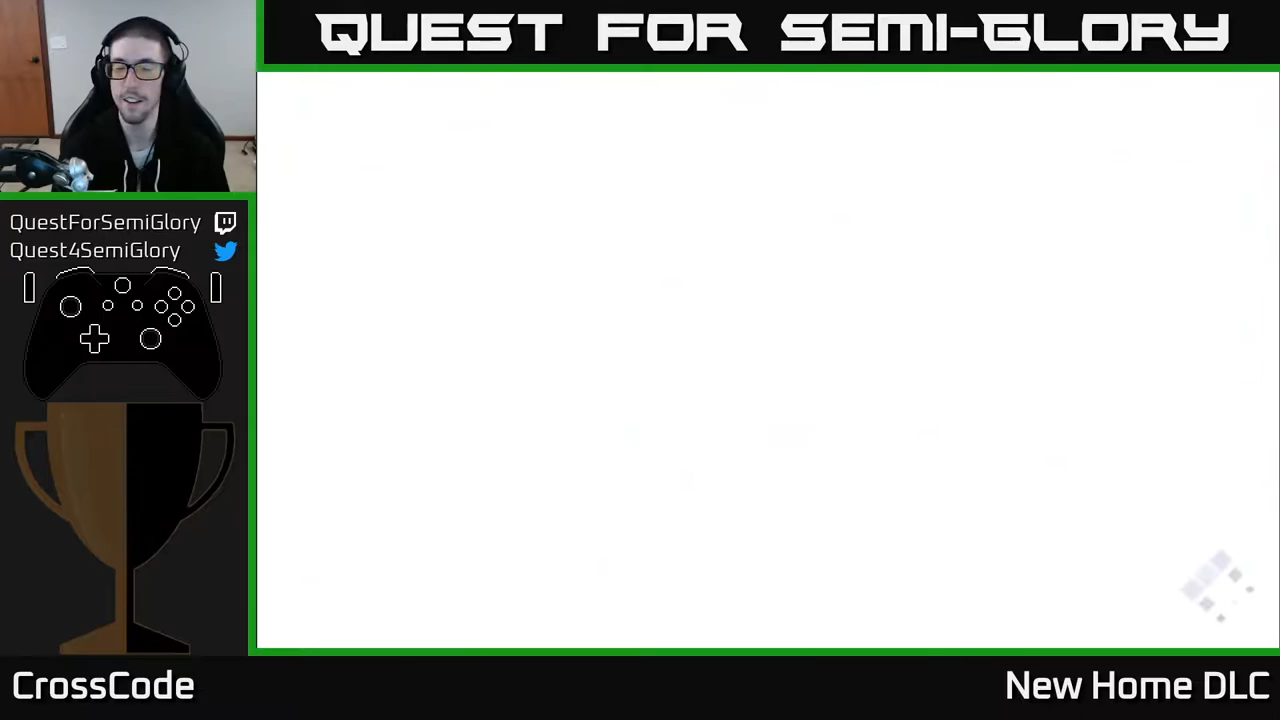 QUEST FOR SEMI-GLORY
QuestForSemiGlory
Quest4SemiGlory
CrossCode
New Home DLC